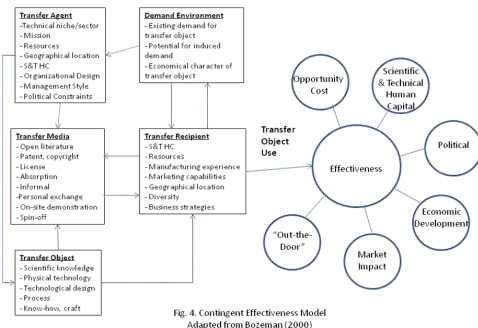 Transfer Agent
-Technical niche/sector
- Mission
- Resources
- Geographical location
- S&T HC
- Organizational Design
- Management Style
- Political Constraints
Demand Environment
- Existing demand for
transfer object
- Potential for induced
demand
- Economical character of
transfer object
Transfer Media
- Open literature
- Patent, copyright
- License
- Absorption
- Informal
-Personal exchange
- On-site demonstration
- Spin-off
Transfer Recipient
- S&T HC
- Resources
- Manufacturing experience
- Marketing capabilities
- Geographical location
- Diversity
- Business strategies
Transfer Object
- Scientific knowledge
- Physical technology
- Technological design
- Process
- Know-how, craft
Transfer
Object
Use
Effectiveness
Opportunity
Cost
Scientific
& Technical
Human
Capital
Political
Economic
Development
Market
Impact
"Out-the-
Door"
Fig. 4. Contingent Effectiveness Model
Adapted from Bozeman (2000)